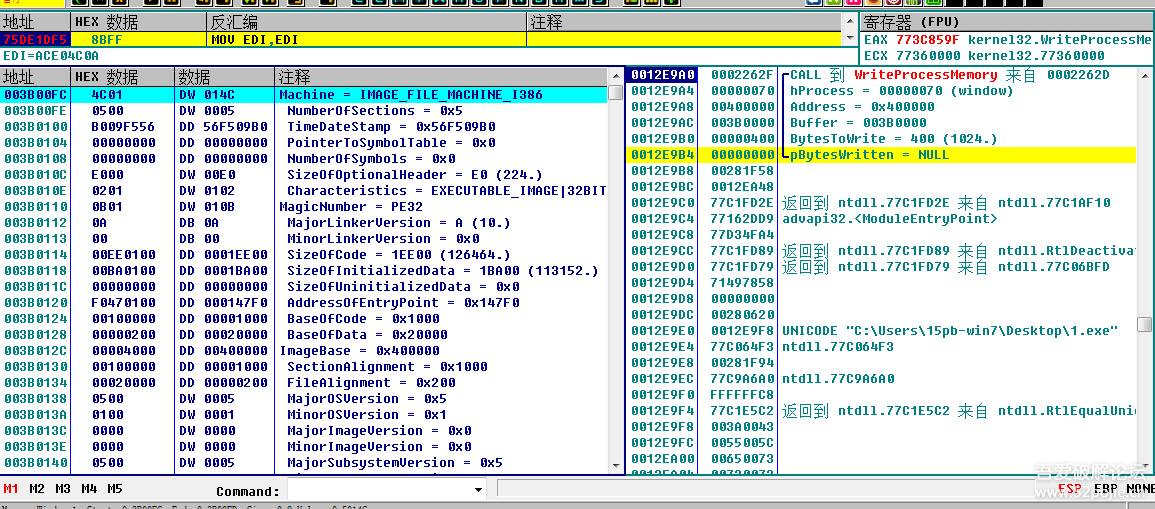 地址 HEX 数据 反汇编 注释
75DE1DF5 8BFF MOV EDI,EDI
EDI=ACE04C0A
寄存器 (FPU)
EAX 773C859F kernel32.WriteProcessMe
ECX 77360000 kernel32.77360000
地址 HEX 数据 数据 注释
003B00FC 4C01 DW 014C Machine = IMAGE_FILE_MACHINE_I386
003B00FE 0500 DW 0005 NumberOfSections = 0x5
003B0100 B009F556 DD 56F509B0 TimeDateStamp = 0x56F509B0
003B0104 00000000 DD 00000000 PointerToSymbolTable = 0x0
003B0108 00000000 DD 00000000 NumberOfSymbols = 0x0
003B010C E000 DW 00E0 SizeOfOptionalHeader = E0 (224.)
003B010E 0201 DW 0102 Characteristics = EXECUTABLE_IMAGE|32BIT
003B0110 0B01 DW 010B MagicNumber = PE32
003B0112 0A DB 0A MajorLinkerVersion = A (10.)
003B0113 00 DB 00 MinorLinkerVersion = 0x0
003B0114 00EE0100 DD 0001EE00 SizeOfCode = 1EE00 (126464.)
003B0118 00BA0100 DD 0001BA00 SizeOfInitializedData = 1BA00 (113152.)
003B011C 00000000 DD 00000000 SizeOfUninitializedData = 0x0
003B0120 F0470100 DD 000147F0 AddressOfEntryPoint = 0x147F0
003B0124 00100000 DD 00001000 BaseOfCode = 0x1000
003B0128 00000200 DD 00020000 BaseOfData = 0x20000
003B012C 00004000 DD 00400000 ImageBase = 0x400000
003B0130 00100000 DD 00001000 SectionAlignment = 0x1000
003B0134 00020000 DD 00000200 FileAlignment = 0x200
003B0138 0500 DW 0005 MajorOSVersion = 0x5
003B013A 0100 DW 0001 MinorOSVersion = 0x1
003B013C 0000 DW 0000 MajorImageVersion = 0x0
003B013E 0000 DW 0000 MinorImageVersion = 0x0
003B0140 0500 DW 0005 MajorSubsystemVersion = 0x5
0012E9A0 0002262F CALL 到 WriteProcessMemory 来自 0002262D
0012E9A4 00000070 hProcess = 00000070 (window)
0012E9A8 00400000 Address = 0x400000
0012E9AC 003B0000 Buffer = 003B0000
0012E9B0 00000400 BytesToWrite = 400 (1024.)
0012E9B4 00000000 pBytesWritten = NULL
0012E9B8 00281F58
0012E9BC 0012EA48
0012E9C0 77C1FD2E 返回到 ntdll.77C1FD2E 来自 ntdll.77C1AF10
0012E9C4 77162DD9 advapi32.<ModuleEntryPoint>
0012E9C8 77D34FA4
0012E9CC 77C1FD89 返回到 ntdll.77C1FD89 来自 ntdll.RtlDeactiva
0012E9D0 77C1FD79 返回到 ntdll.77C1FD79 来自 ntdll.77C06BFD
0012E9D4 71497858
0012E9D8 00000000
0012E9DC 00280620
0012E9E0 0012E9F8 UNICODE "C:\Users\15pb-win7\Desktop\1.exe"
0012E9E4 77C064F3 ntdll.77C064F3
0012E9E8 00281F94
0012E9EC 77C9A6A0 ntdll.77C9A6A0
0012E9F0 FFFFFFC8
0012E9F4 77C1E5C2 返回到 ntdll.77C1E5C2 来自 ntdll.RtlEqualUni
0012E9F8 003A0043
0012E9FC 0055005C
0012EA00 00650073
M1 M2 M3 M4 M5 Command: ESP EBP NONE
吾爱破解论坛